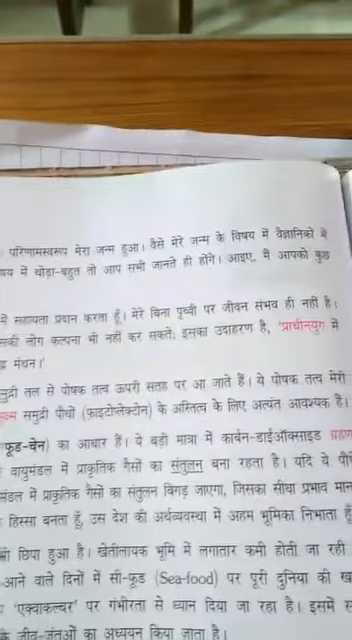 परिणामस्वरूप मेरा जन्म हुआ। वैसे मेरे जन्म के विषय में वैज्ञानिकों में
षय में थोड़ा-बहुत तो आप सभी जानते ही होंगे। आइए, मैं आपको कुछ
में सहायता प्रदान करता हूँ। मेरे बिना पृथ्वी पर जीवन संभव ही नहीं है।
सकी लोग कल्पना भी नहीं कर सकते; इसका उदाहरण है, 'प्राचीनयुग में
द्र मंथन।'
मुद्री तल से पोषक तत्व ऊपरी सतह पर आ जाते हैं। ये पोषक तत्व मेरी
समुद्री पौधों (फाइटोप्लेंक्टोन) के अस्तित्व के लिए अत्यंत आवश्यक हैं।
फूड-चेन) का आधार हैं। ये बड़ी मात्रा में कार्बन-डाईऑक्साइड ग्रहण
वायुमंडल में प्राकृतिक गैसों का संतुलन बना रहता है। यदि ये पौ
मंडल में प्राकृतिक गैसों का संतुलन बिगड़ जाएगा, जिसका सीधा प्रभाव मान
हिस्सा बनता हूँ, उस देश की अर्थव्यवस्था में अहम भूमिका निभाता हूँ
भी छिपा हुआ है। खेतीलायक भूमि में लगातार कमी होती जा रही
आने वाले दिनों में सी-फूड (Sea-food) पर पूरी दुनिया की खा
'एक्वाकल्चर' पर गंभीरता से ध्यान दिया जा रहा है। इसमें स
के जीव-जंतुओं का अध्ययन किया जाता है।